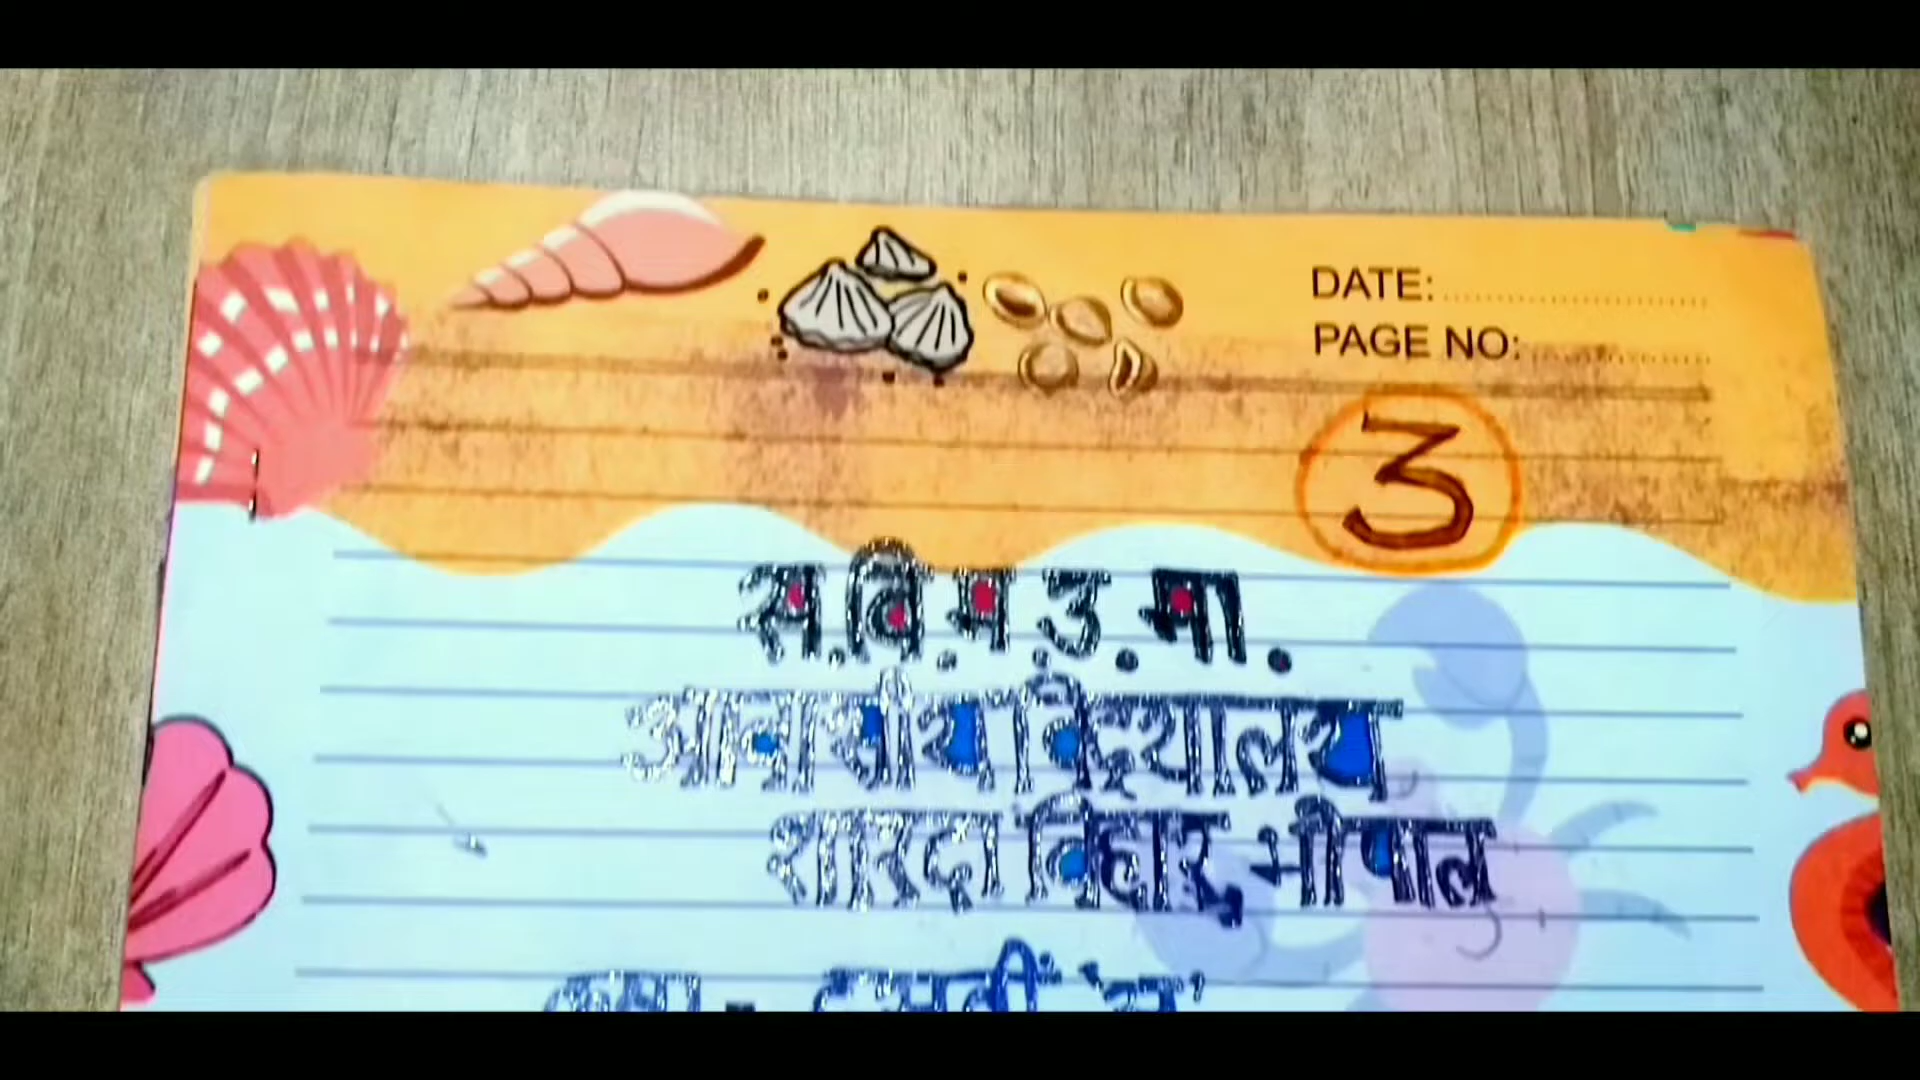 DATE:
PAGE NO:
3
स.वि.म.उ.मा.
आवासीय विद्यालय
शारदा विहार, भोपाल